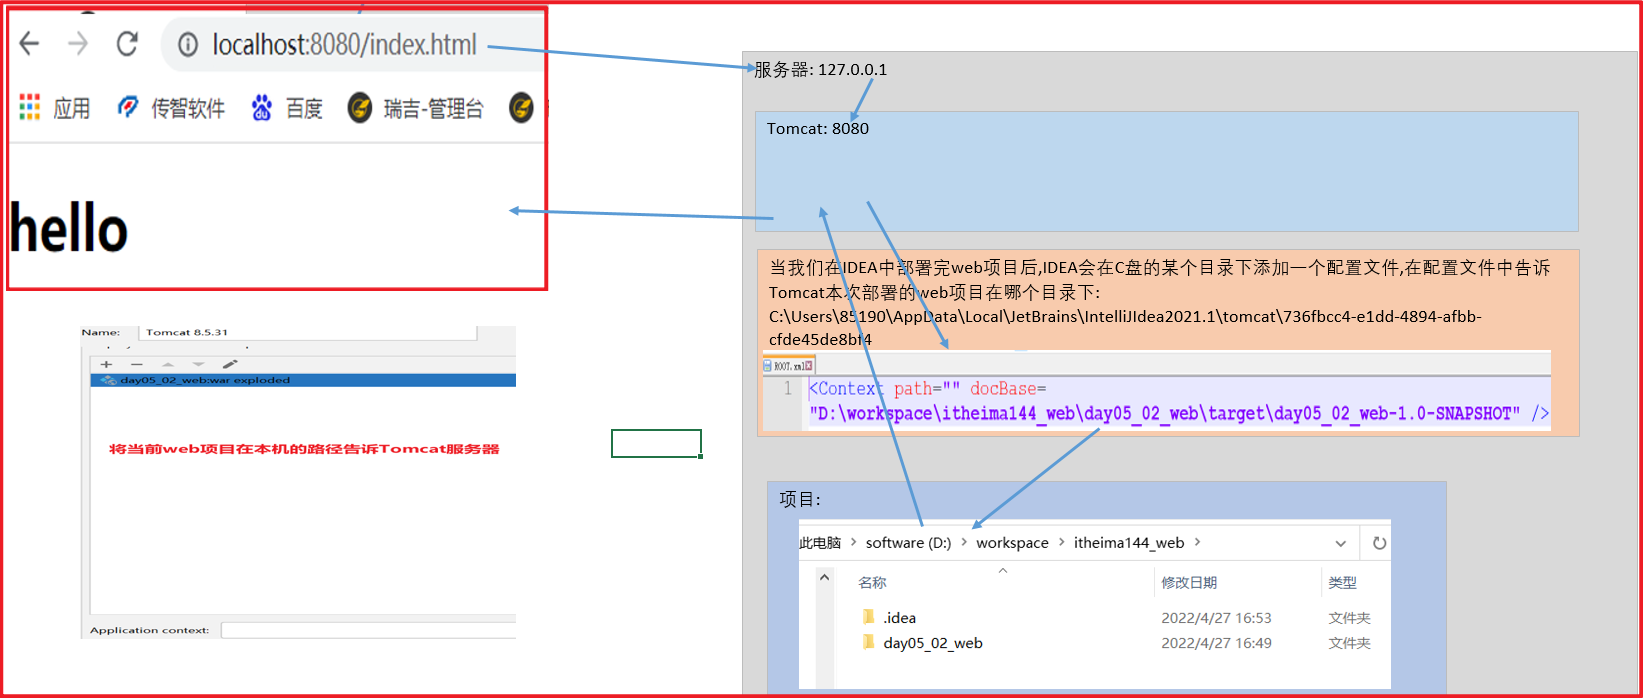 localhost:8080/index.html
应用 传智软件 百度 瑞吉-管理台
hello
Name: Tomcat 8.5.31
day05_02_web:war exploded
将当前web项目在本机的路径告诉Tomcat服务器
Application context:
服务器: 127.0.0.1
Tomcat: 8080
当我们在IDEA中部署完web项目后,IDEA会在C盘的某个目录下添加一个配置文件,在配置文件中告诉
Tomcat本次部署的web项目在哪个目录下:
C:\Users\85190\AppData\Local\JetBrains\IntelliJIdea2021.1\tomcat\736fbcc4-e1dd-4894-afbb-
cfde45de8bf4
ROOT.xml
1 <Context path="" docBase=
"D:\workspace\itheima144_web\day05_02_web\target\day05_02_web-1.0-SNAPSHOT" />
项目:
此电脑 > software (D:) > workspace > itheima144_web >
名称 修改日期 类型
.idea 2022/4/27 16:53 文件夹
day05_02_web 2022/4/27 16:49 文件夹